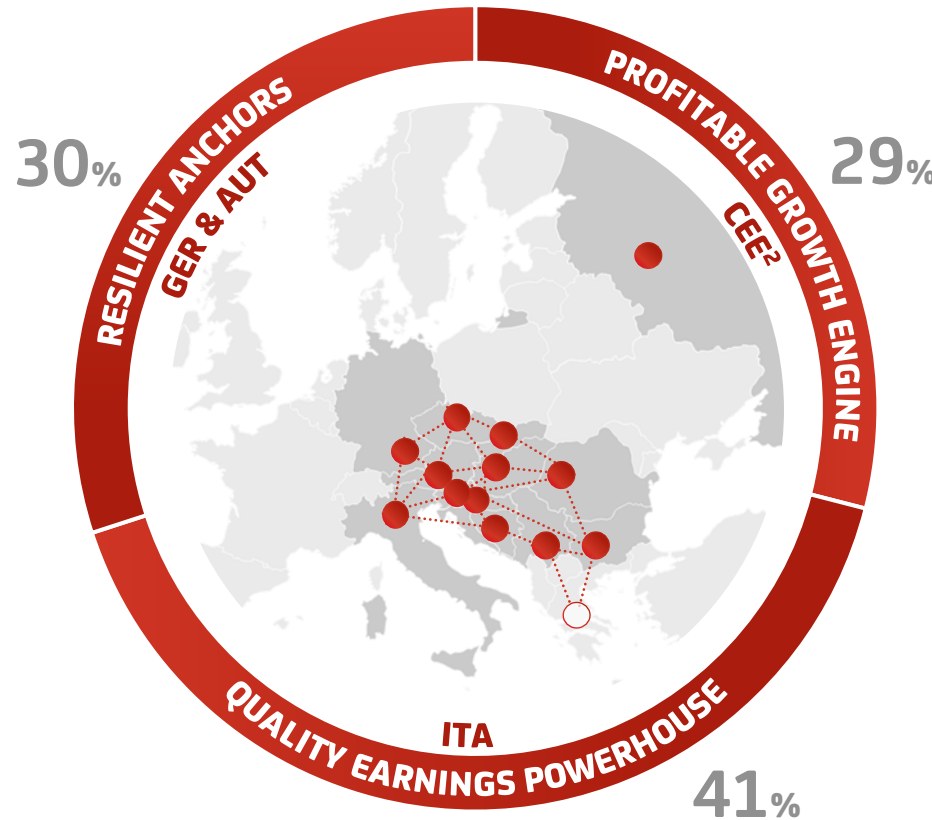 RESILIENT ANCHORS
GER & AUT
30%
PROFITABLE GROWTH ENGINE
CEE²
29%
ITA
QUALITY EARNINGS POWERHOUSE
41%